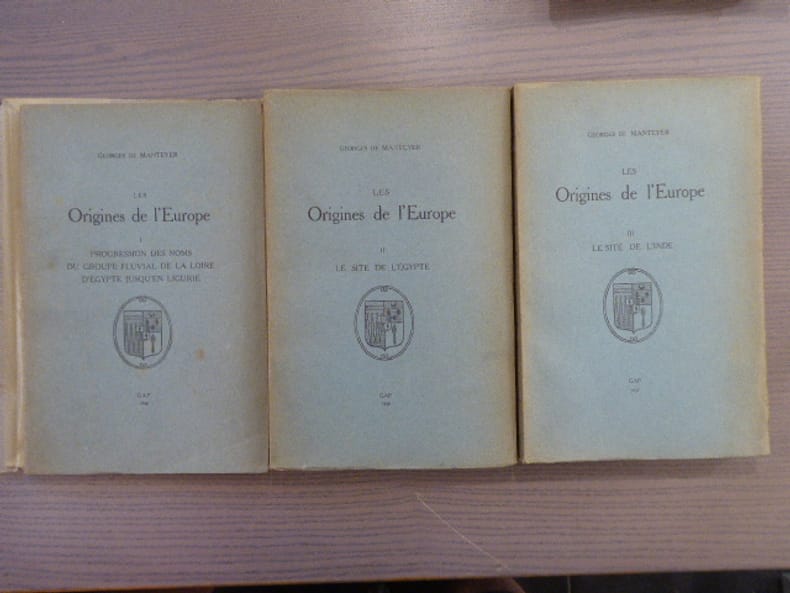 GEORGES DE MANTEYER
LES
Origines de l'Europe
I
PROGRESSION DES NOMS
DU GROUPE FLUVIAL DE LA LOIRE
D'ÉGYPTE JUSQU'EN LIGURIE
GAP
GEORGES DE MANTEYER
LES
Origines de l'Europe
II
LE SITE DE L'ÉGYPTE
GAP
GEORGES DE MANTEYER
LES
Origines de l'Europe
III
LE SITE DE L'INDE
GAP